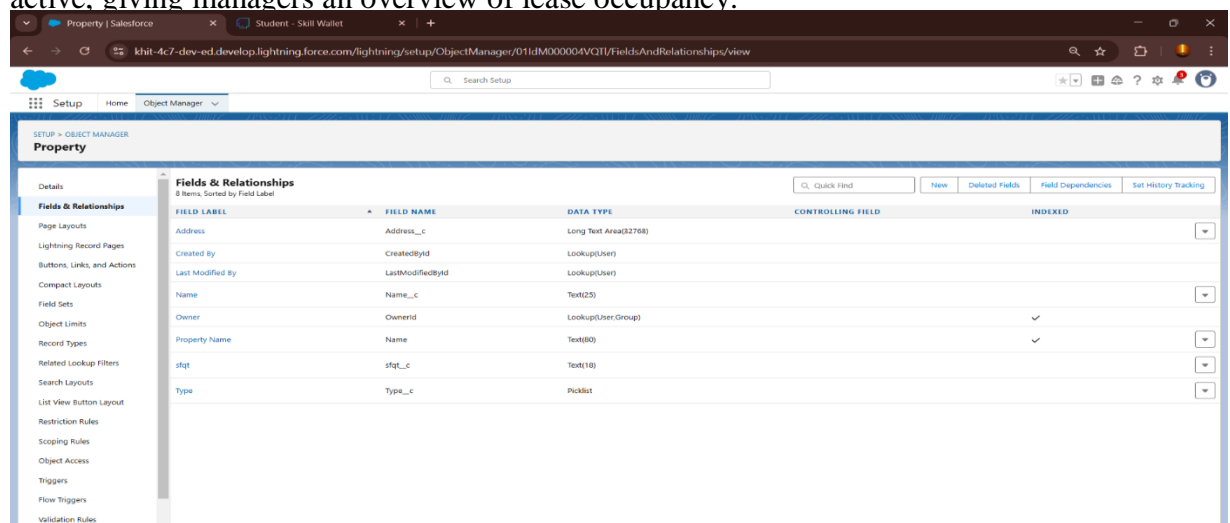 active, giving managers an overview of lease occupancy.
Property | Salesforce
Student - Skill Wallet
khit-4c7-dev-ed.develop.lightning.force.com/lightning/setup/ObjectManager/01IdM000004VQTl/FieldsAndRelationships/view
Search Setup
Setup Home Object Manager
SETUP > OBJECT MANAGER
Property
Details
Fields & Relationships
Page Layouts
Lightning Record Pages
Buttons, Links, and Actions
Compact Layouts
Field Sets
Object Limits
Record Types
Related Lookup Filters
Search Layouts
List View Button Layout
Restriction Rules
Scoping Rules
Object Access
Triggers
Flow Triggers
Validation Rules
Fields & Relationships
8 Items, Sorted by Field Label
Quick Find New Deleted Fields Field Dependencies Set History Tracking
FIELD LABEL FIELD NAME DATA TYPE CONTROLLING FIELD INDEXED
Address Address__c Long Text Area(32768)
Created By CreatedById Lookup(User)
Last Modified By LastModifiedById Lookup(User)
Name Name__c Text(25)
Owner OwnerId Lookup(User,Group)
Property Name Name Text(80)
sfqt sfqt__c Text(18)
Type Type__c Picklist